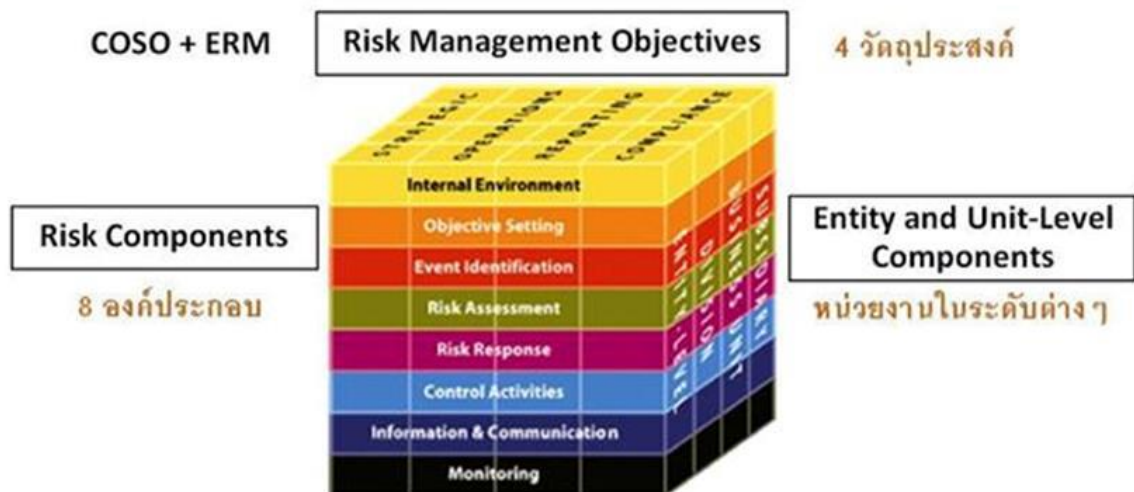 COSO + ERM
Risk Management Objectives
4 วัตถุประสงค์
STRATEGIC
OPERATIONS
REPORTING
COMPLIANCE
Risk Components
8 องค์ประกอบ
Internal Environment
Objective Setting
Event Identification
Risk Assessment
Risk Response
Control Activities
Information & Communication
Monitoring
ENTITY-LEVEL
DIVISION
BUSINESS UNIT
SUBSIDIARY
Entity and Unit-Level
Components
หน่วยงานในระดับต่างๆ